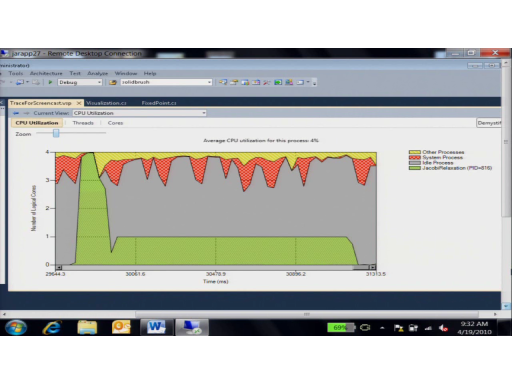 jarapp27 - Remote Desktop Connection
Tools Architecture Test Analyze Window Help
Debug solidbrush
TraceForScreencast.vsp × Visualization.cs FixedPoint.cs
Current View: CPU Utilization
CPU Utilization Threads Cores Demystif
Zoom
Average CPU utilization for this process: 4%
Other Processes
System Process
Idle Process
JacobiRelaxation (PID=616)
Number of Logical Cores
4
3
2
1
0
29644.3 30061.6 30478.9 30896.2 31313.5
Time (ms)
69% 9:32 AM
4/19/2010